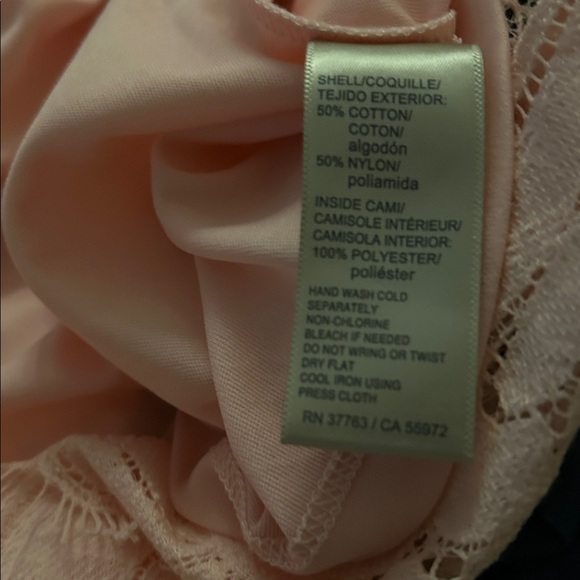 SHELL/COQUILLE/
TEJIDO EXTERIOR:
50% COTTON/
COTON/
algodón
50% NYLON/
poliamida
INSIDE CAMI/
CAMISOLE INTÉRIEUR/
CAMISOLA INTERIOR:
100% POLYESTER/
poliéster
HAND WASH COLD
SEPARATELY
NON-CHLORINE
BLEACH IF NEEDED
DO NOT WRING OR TWIST
DRY FLAT
COOL IRON USING
PRESS CLOTH
RN 37763 / CA 55972